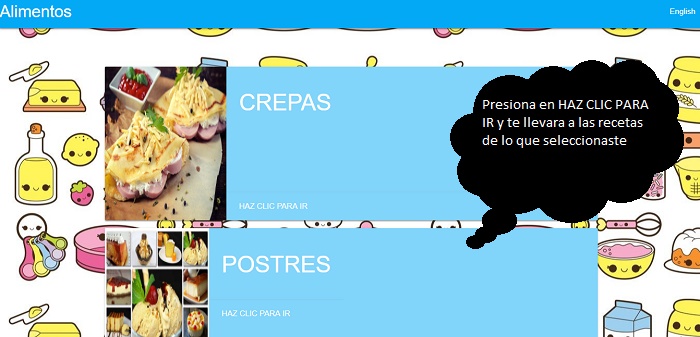 Alimentos
English
CREPAS
HAZ CLIC PARA IR
Presiona en HAZ CLIC PARA
IR y te llevara a las recetas
de lo que seleccionaste
POSTRES
HAZ CLIC PARA IR